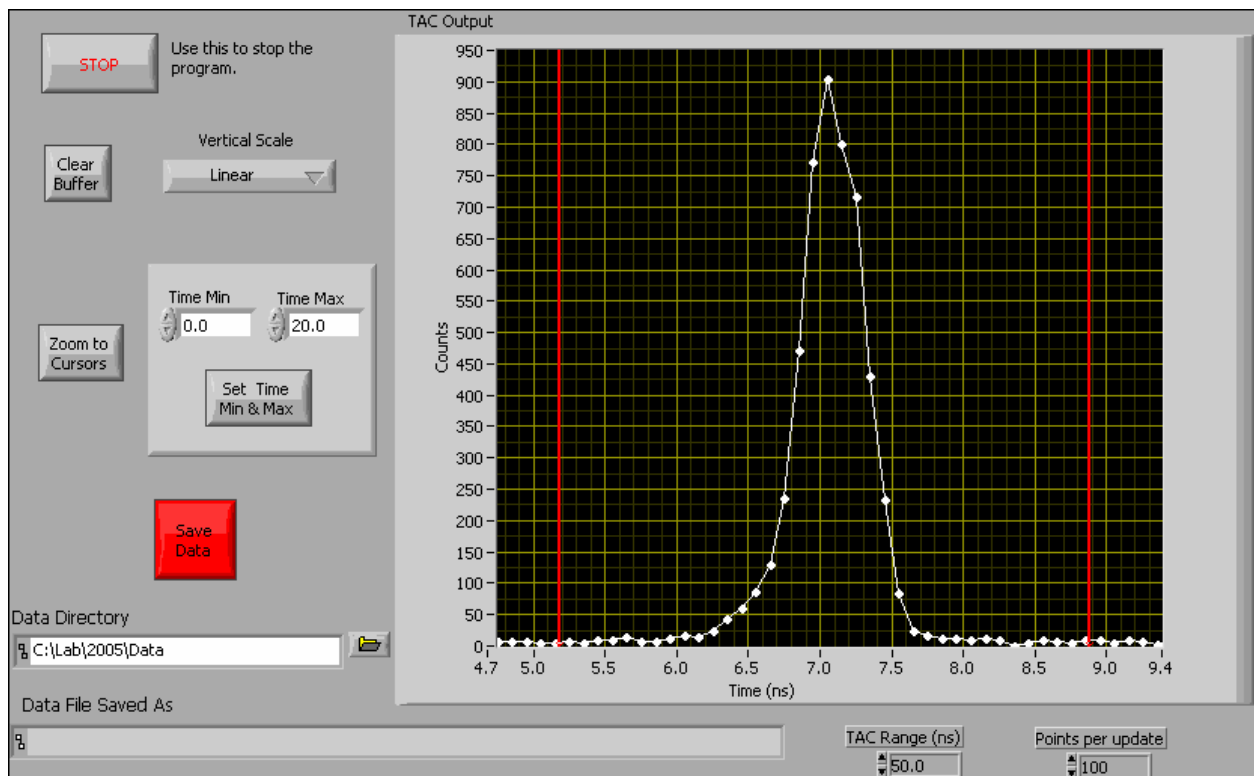 TAC Output
STOP
Use this to stop the
program.
Clear
Buffer
Vertical Scale
Linear
Time Min
Time Max
0.0
20.0
Zoom to
Cursors
Set Time
Min & Max
Save
Data
Data Directory
C:\Lab\2005\Data
Data File Saved As
950
900
850
800
750
700
650
600
550
500
450
400
350
300
250
200
150
100
50
0
Counts
4.7 5.0 5.5 6.0 6.5 7.0 7.5 8.0 8.5 9.0 9.4
Time (ns)
TAC Range (ns)
50.0
Points per update
100